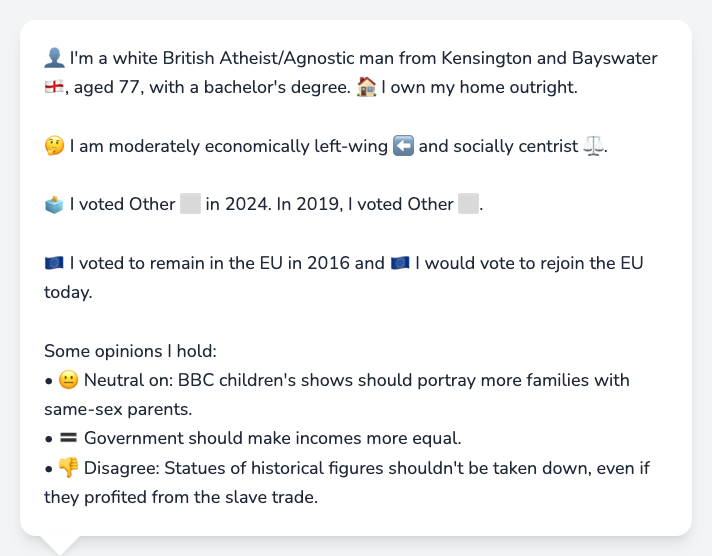 👤 I'm a white British Atheist/Agnostic man from Kensington and Bayswater
🏴󠁧󠁢󠁥󠁮󠁧󠁿, aged 77, with a bachelor's degree. 🏠 I own my home outright.
🤔 I am moderately economically left-wing ⬅️ and socially centrist ⚖️.
🗳️ I voted Other ⬜ in 2024. In 2019, I voted Other ⬜.
🇪🇺 I voted to remain in the EU in 2016 and 🇪🇺 I would vote to rejoin the EU
today.
Some opinions I hold:
• 😐 Neutral on: BBC children's shows should portray more families with
same-sex parents.
• 🟰 Government should make incomes more equal.
• 👎 Disagree: Statues of historical figures shouldn't be taken down, even if
they profited from the slave trade.